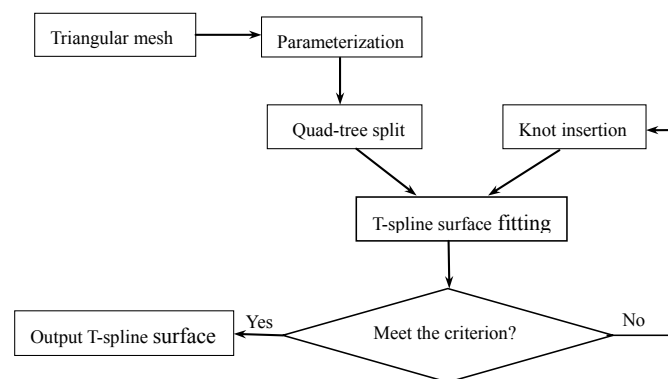 Triangular mesh
Parameterization
Quad-tree split
Knot insertion
T-spline surface fitting
Meet the criterion?
Yes
No
Output T-spline surface